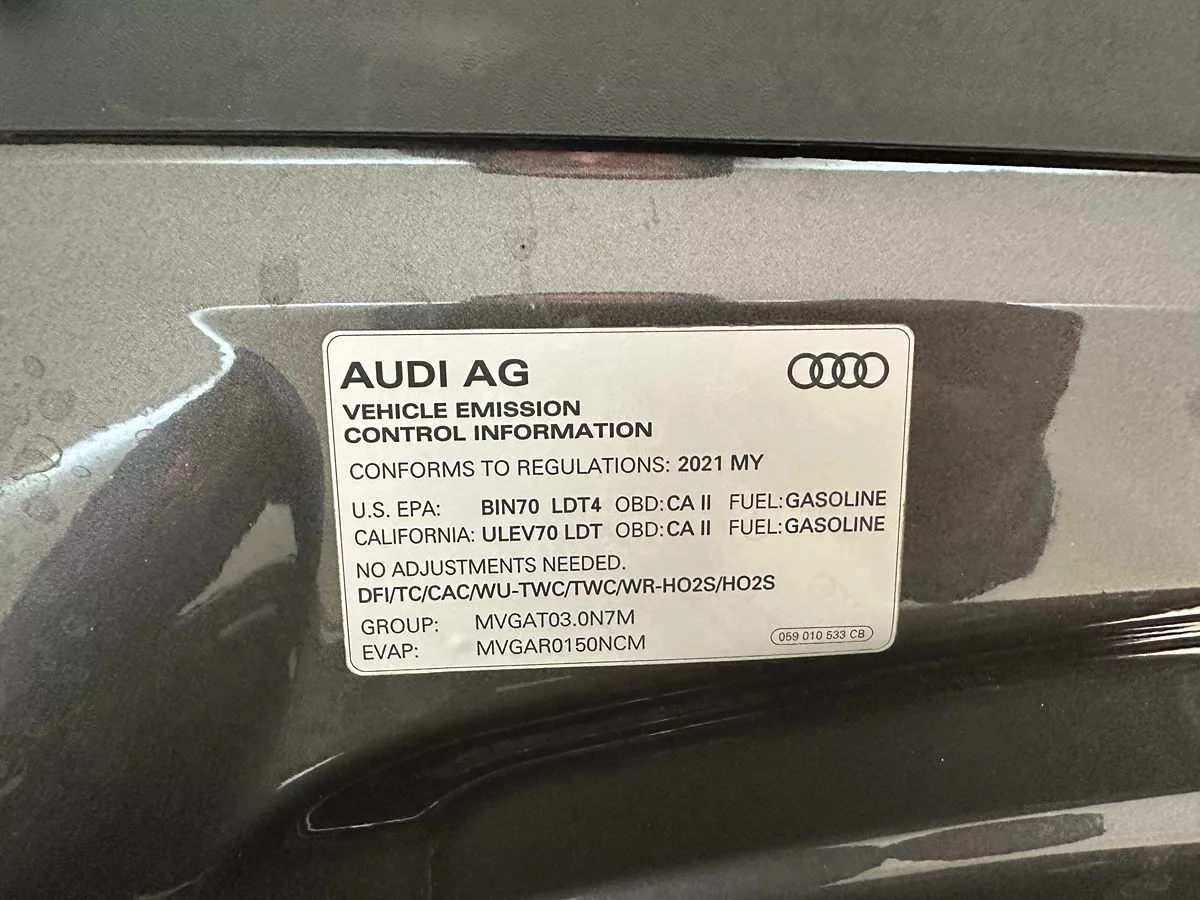 AUDI AG
VEHICLE EMISSION
CONTROL INFORMATION
CONFORMS TO REGULATIONS: 2021 MY
U.S. EPA: BIN70 LDT4 OBD: CA II FUEL: GASOLINE
CALIFORNIA: ULEV70 LDT OBD: CA II FUEL: GASOLINE
NO ADJUSTMENTS NEEDED.
DFI/TC/CAC/WU-TWC/TWC/WR-HO2S/HO2S
GROUP: MVGAT03.0N7M
EVAP: MVGAR0150NCM
059 010 533 CB